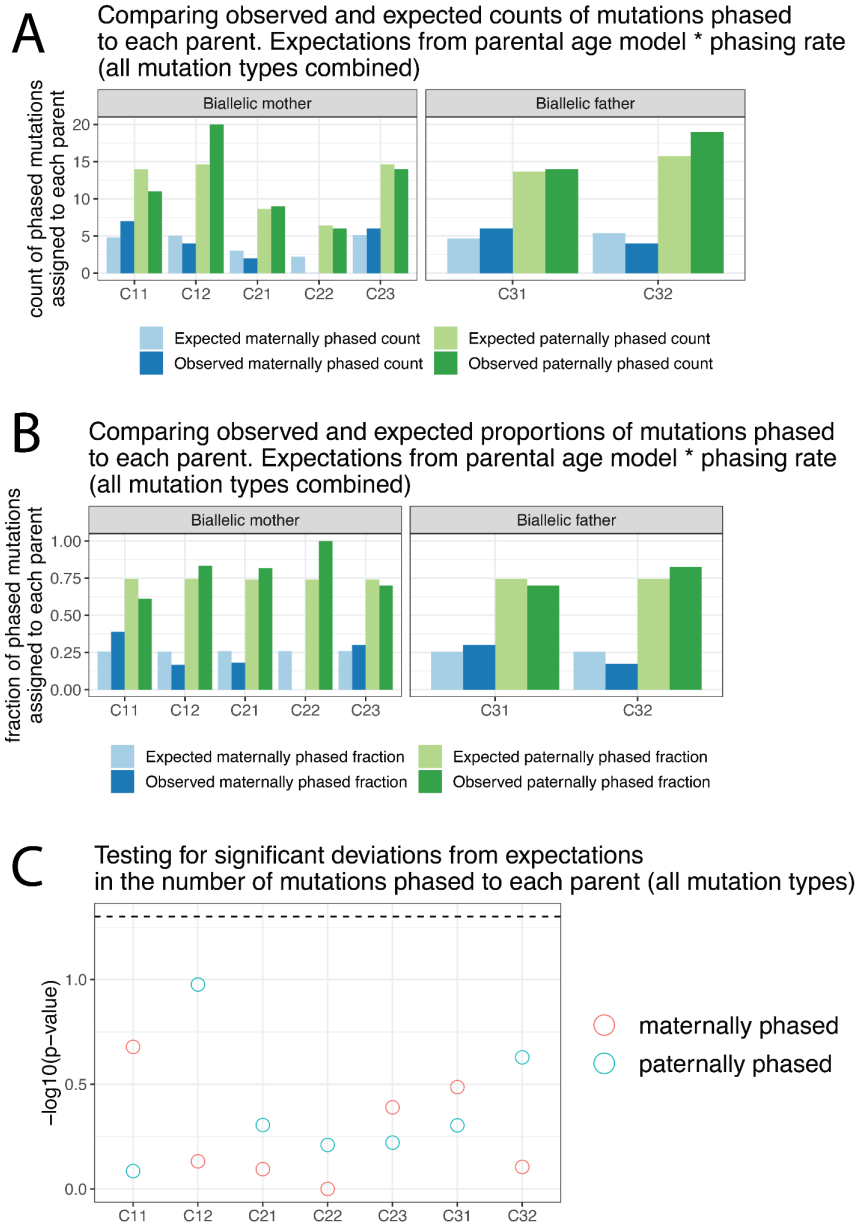 A
Comparing observed and expected counts of mutations phased
to each parent. Expectations from parental age model * phasing rate
(all mutation types combined)
count of phased mutations
assigned to each parent
Biallelic mother
Biallelic father
20
15
10
5
0
C11
C12
C21
C22
C23
C31
C32
Expected maternally phased count
Expected paternally phased count
Observed maternally phased count
Observed paternally phased count
B
Comparing observed and expected proportions of mutations phased
to each parent. Expectations from parental age model * phasing rate
(all mutation types combined)
fraction of phased mutations
assigned to each parent
Biallelic mother
Biallelic father
1.00
0.75
0.50
0.25
0.00
C11
C12
C21
C22
C23
C31
C32
Expected maternally phased fraction
Expected paternally phased fraction
Observed maternally phased fraction
Observed paternally phased fraction
C
Testing for significant deviations from expectations
in the number of mutations phased to each parent (all mutation types)
−log10(p−value)
1.0
0.5
0.0
C11
C12
C21
C22
C23
C31
C32
maternally phased
paternally phased